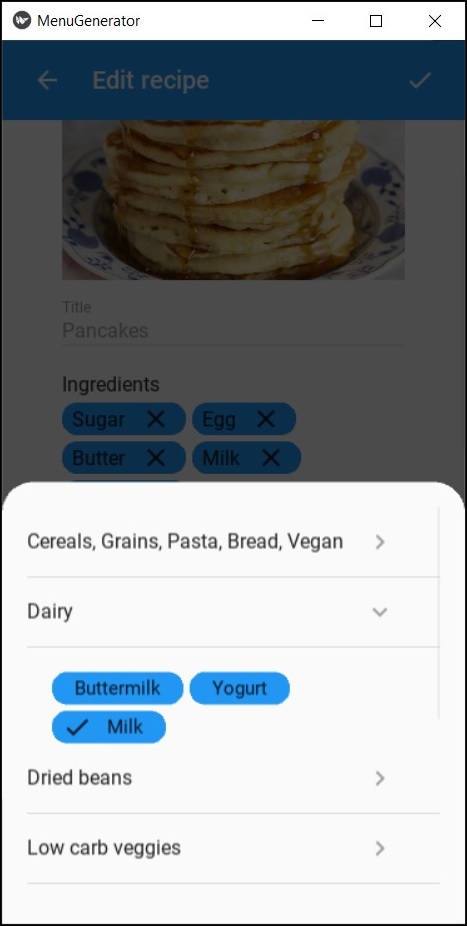 MenuGenerator
Edit recipe
Title
Pancakes
Ingredients
Sugar Egg
Butter Milk
Cereals, Grains, Pasta, Bread, Vegan
Dairy
Buttermilk Yogurt
Milk
Dried beans
Low carb veggies